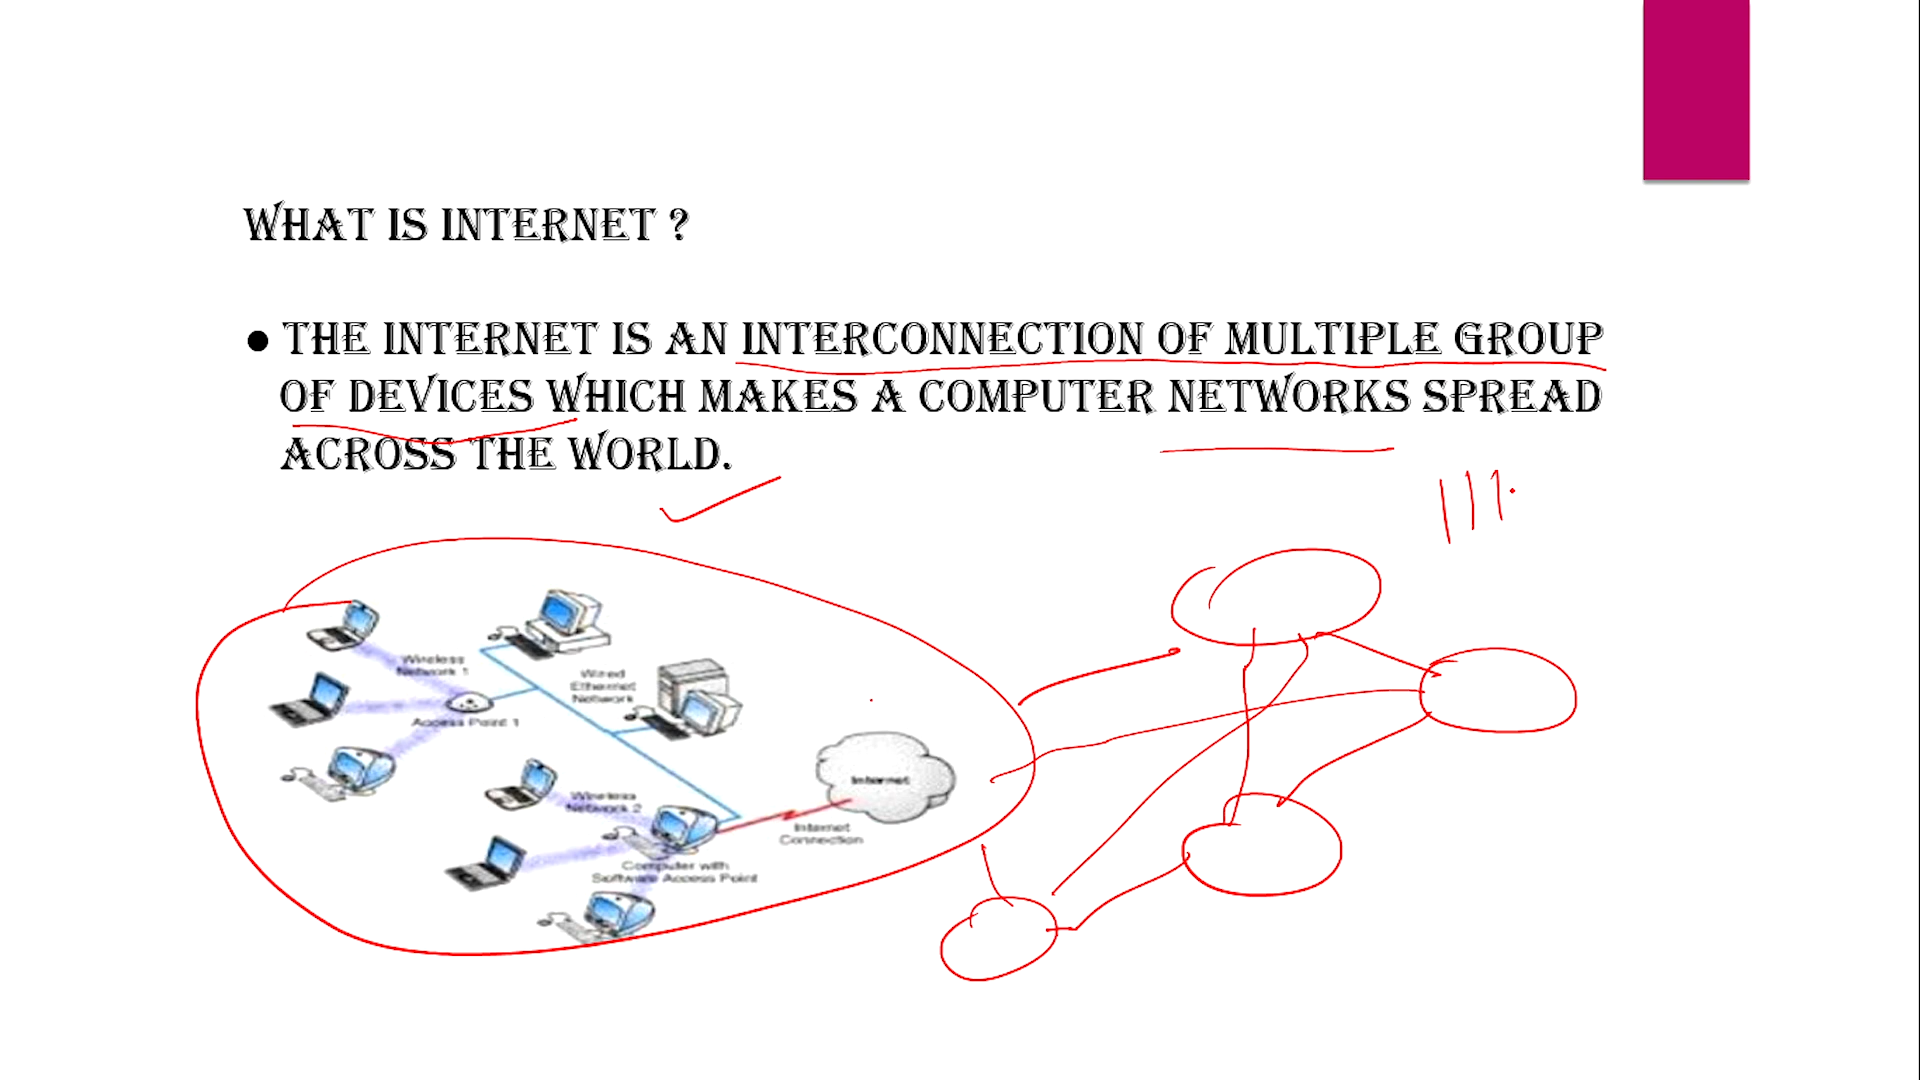 WHAT IS INTERNET ?
● THE INTERNET IS AN INTERCONNECTION OF MULTIPLE GROUP
OF DEVICES WHICH MAKES A COMPUTER NETWORKS SPREAD
ACROSS THE WORLD.
Wireless
Network 1
Access Point 1
Wired
Ethernet
Network
Wireless
Network 2
Computer with
Software Access Point
Internet
Internet
Connection